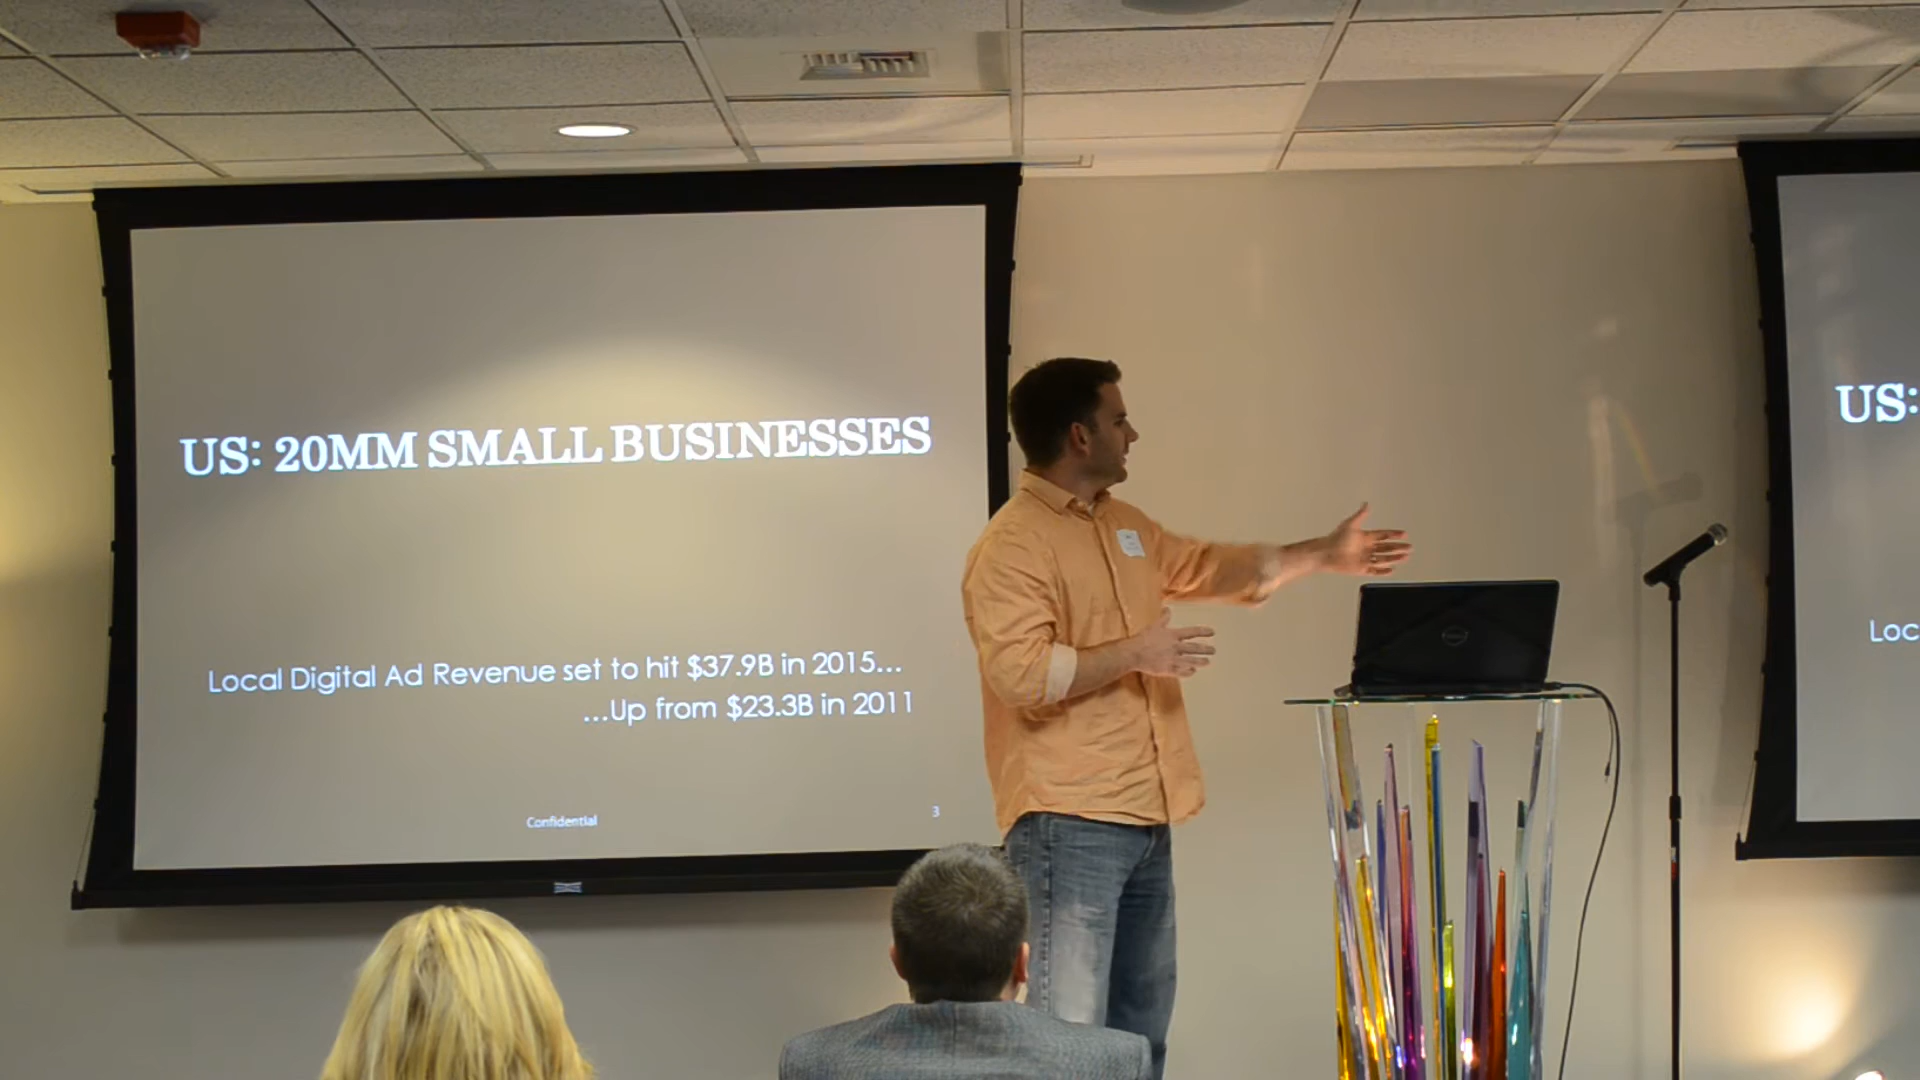 US: 20MM SMALL BUSINESSES
Local Digital Ad Revenue set to hit $37.9B in 2015...
...Up from $23.3B in 2011
Confidential
3
US:
Loc
DELL